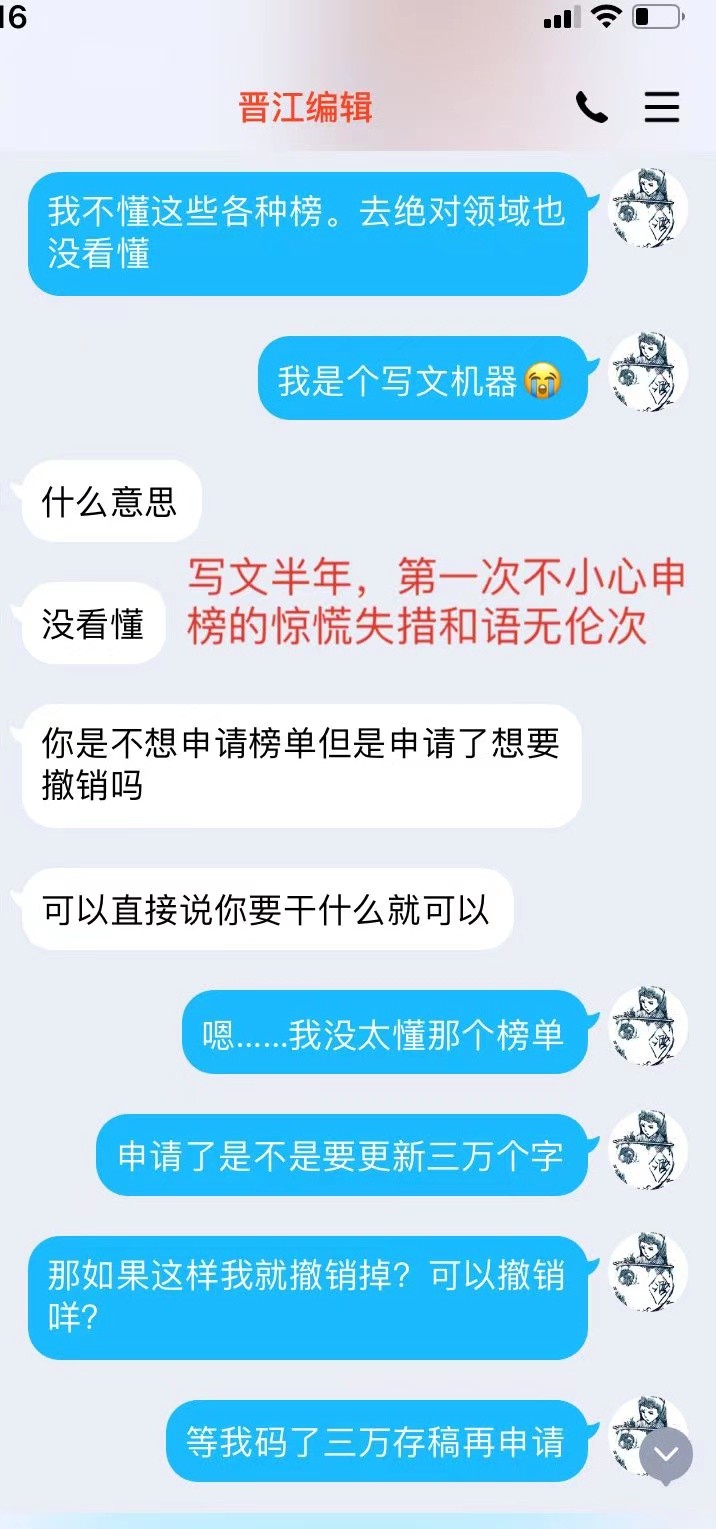 16
晋江编辑
我不懂这些各种榜。去绝对领域也
没看懂
我是个写文机器😭
什么意思
写文半年，第一次不小心申
榜的惊慌失措和语无伦次
没看懂
你是不想申请榜单但是申请了想要
撤销吗
可以直接说你要干什么就可以
嗯……我没太懂那个榜单
申请了是不是要更新三万个字
那如果这样我就撤销掉？可以撤销
咩？
等我码了三万存稿再申请